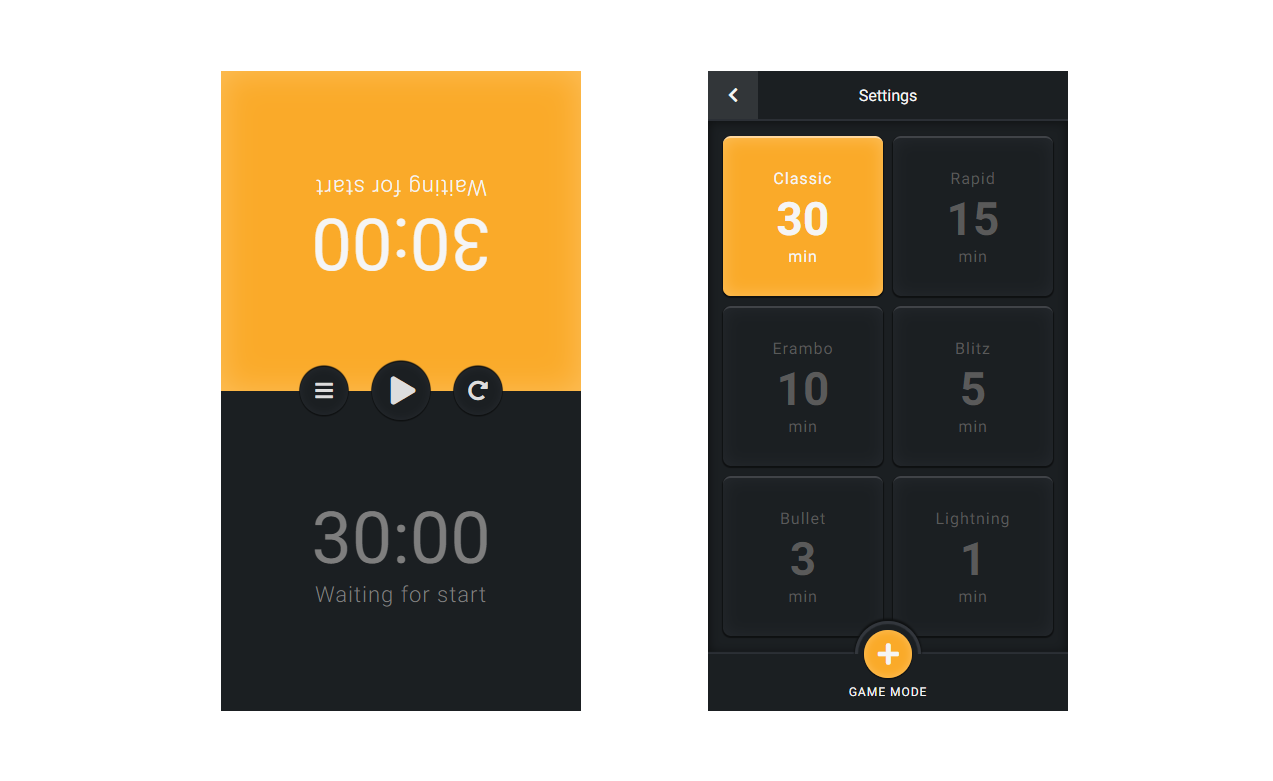 Waiting for start
30:00
30:00
Waiting for start
Settings
Classic
30
min
Rapid
15
min
Erambo
10
min
Blitz
5
min
Bullet
3
min
Lightning
1
min
GAME MODE